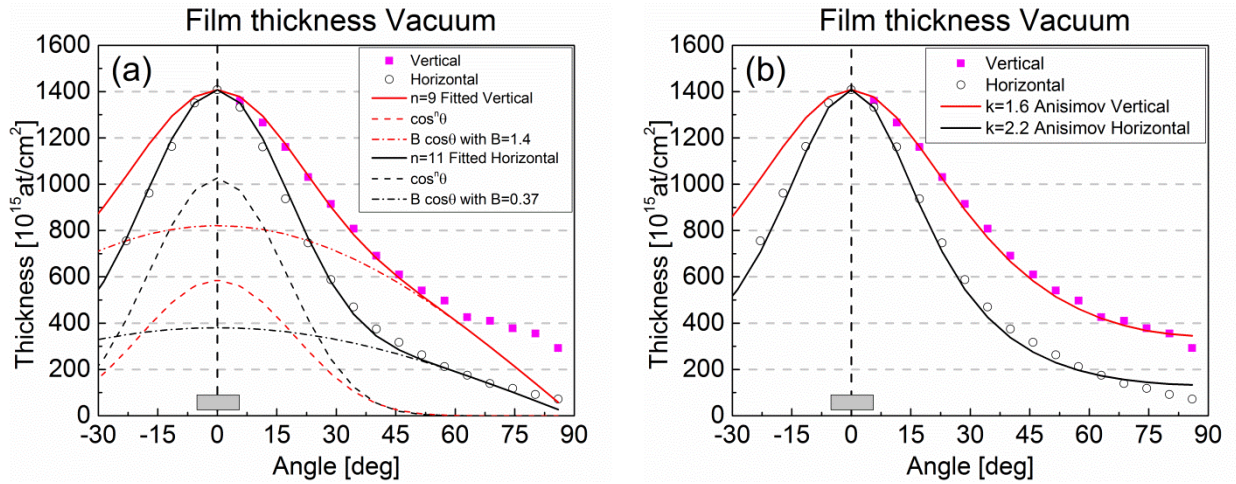 Film thickness Vacuum
(a)
Vertical
Horizontal
n=9 Fitted Vertical
cosⁿθ
B cosθ with B=1.4
n=11 Fitted Horizontal
cosⁿθ
B cosθ with B=0.37
Thickness [10¹⁵at/cm²]
1600
1400
1200
1000
800
600
400
200
0
-30 -15 0 15 30 45 60 75 90
Angle [deg]
Film thickness Vacuum
(b)
Vertical
Horizontal
k=1.6 Anisimov Vertical
k=2.2 Anisimov Horizontal
Thickness [10¹⁵at/cm²]
1600
1400
1200
1000
800
600
400
200
0
-30 -15 0 15 30 45 60 75 90
Angle [deg]